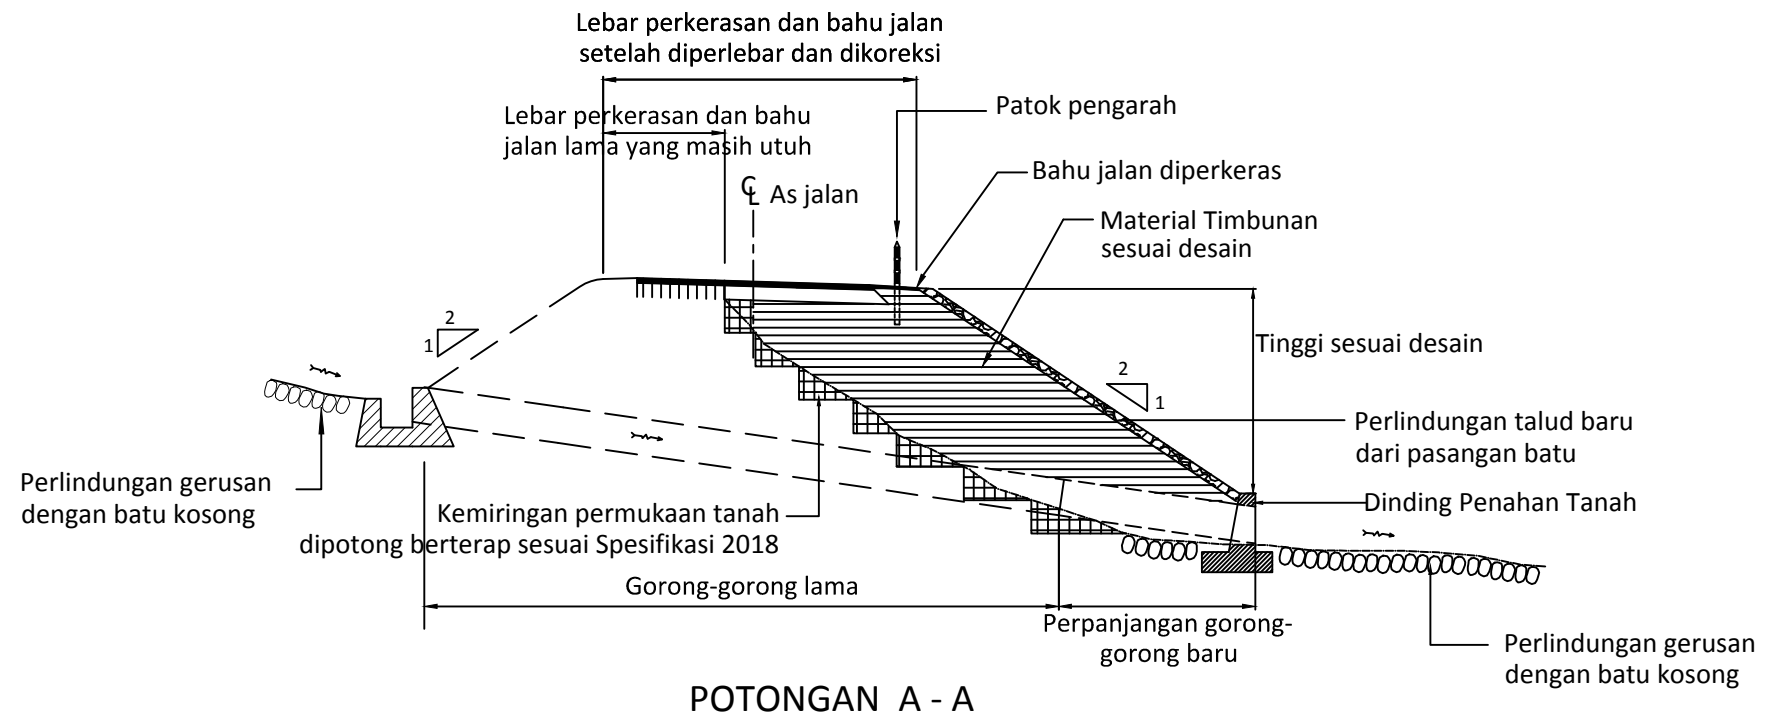 Lebar perkerasan dan bahu jalan
setelah diperlebar dan dikoreksi
Lebar perkerasan dan bahu
jalan lama yang masih utuh
Patok pengarah
Bahu jalan diperkeras
CL As jalan
Material Timbunan
sesuai desain
2
1
Tinggi sesuai desain
2
1
Perlindungan talud baru
dari pasangan batu
Perlindungan gerusan
dengan batu kosong
Kemiringan permukaan tanah
dipotong berterap sesuai Spesifikasi 2018
Dinding Penahan Tanah
Gorong-gorong lama
Perpanjangan gorong-
gorong baru
Perlindungan gerusan
dengan batu kosong
POTONGAN A - A